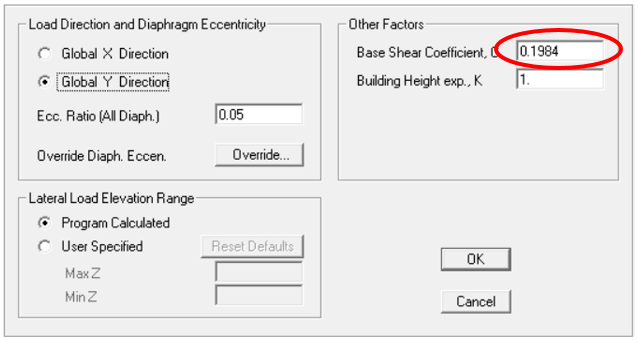 Load Direction and Diaphragm Eccentricity
Global X Direction
Global Y Direction
Ecc. Ratio (All Diaph.)
0.05
Override Diaph. Eccen.
Override...
Other Factors
Base Shear Coefficient, C
0.1984
Building Height exp., K
1.
Lateral Load Elevation Range
Program Calculated
User Specified
Reset Defaults
Max Z
Min Z
OK
Cancel